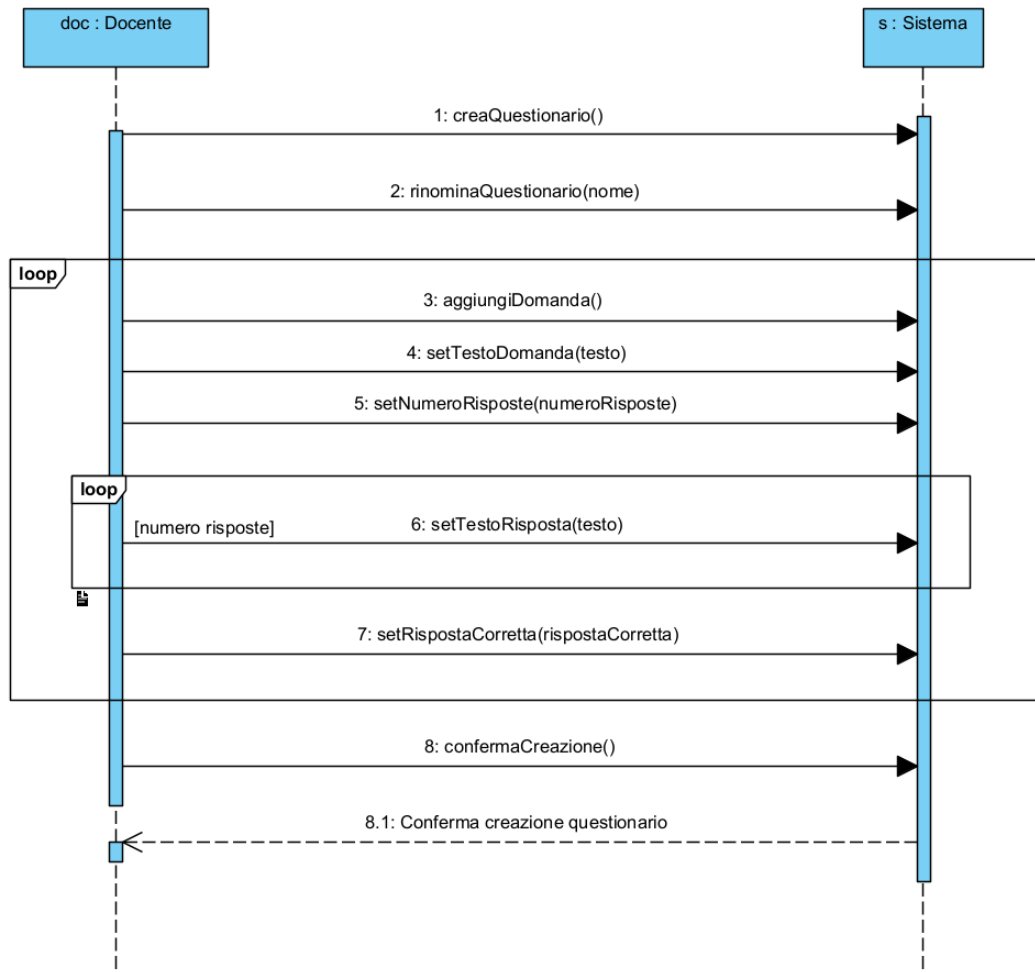 doc : Docente
s : Sistema
1: creaQuestionario()
2: rinominaQuestionario(nome)
loop
3: aggiungiDomanda()
4: setTestoDomanda(testo)
5: setNumeroRisposte(numeroRisposte)
loop
[numero risposte]
6: setTestoRisposta(testo)
7: setRispostaCorretta(rispostaCorretta)
8: confermaCreazione()
8.1: Conferma creazione questionario